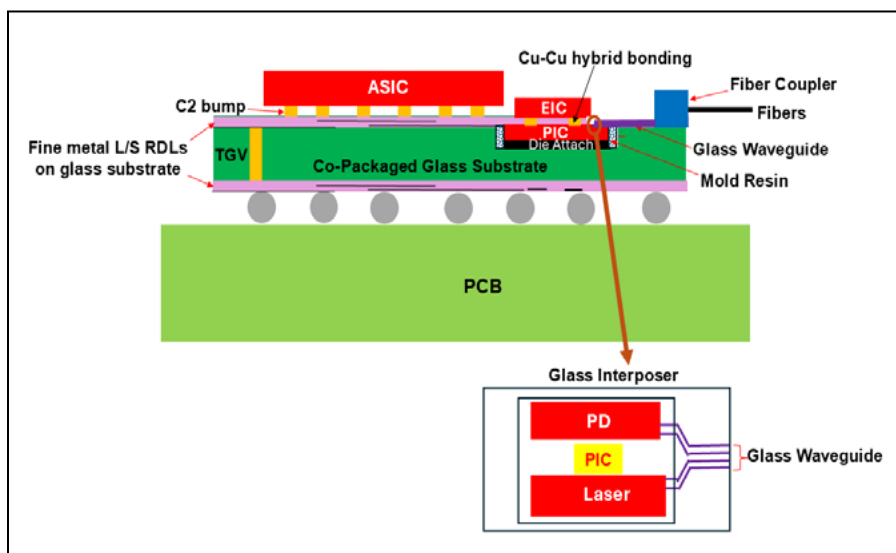 Cu-Cu hybrid bonding
ASIC
Fiber Coupler
C2 bump
EIC
Fibers
PIC
Die Attach
Fine metal L/S RDLs
on glass substrate
TGV
Co-Packaged Glass Substrate
Glass Waveguide
Mold Resin
PCB
Glass Interposer
PD
PIC
Glass Waveguide
Laser